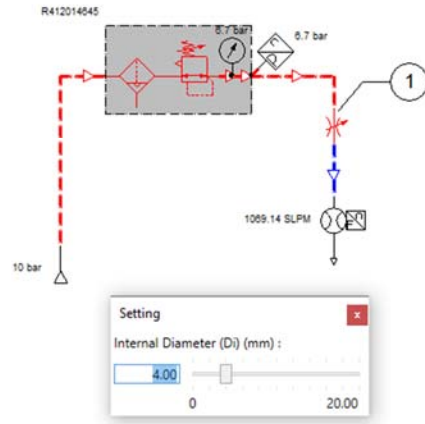 R412014645
6.7 bar
6.7 bar
1
1069.14 SLPM
10 bar
Setting
x
Internal Diameter (Di) (mm) :
4.00
0 20.00